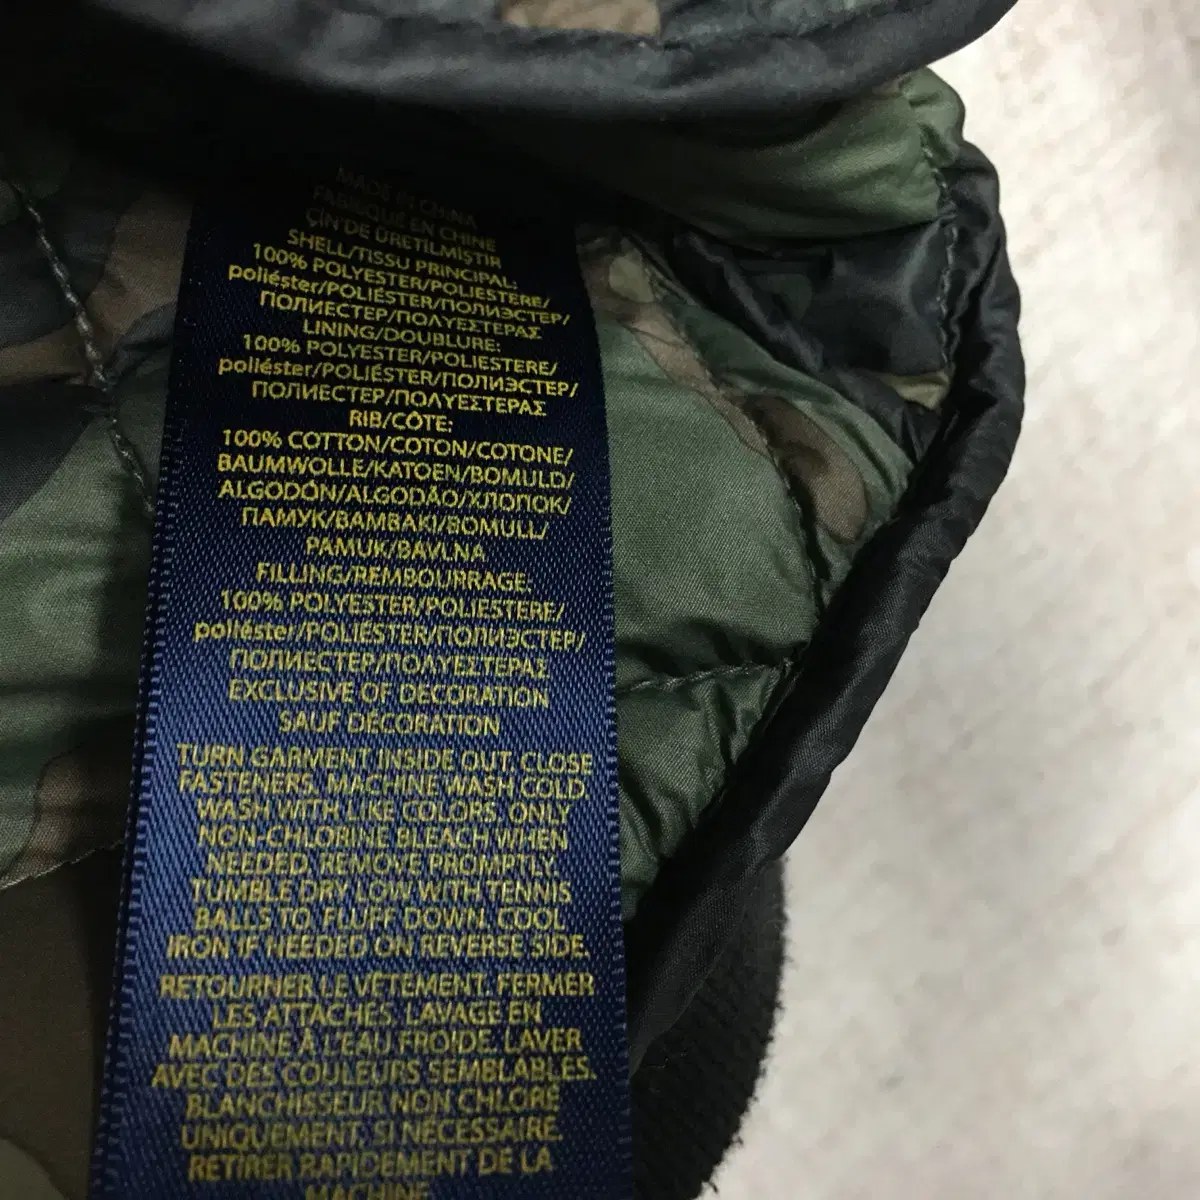 MADE IN CHINA
FABRIQUÉ EN CHINE
ÇİN'DE ÜRETİLMİŞTİR
SHELL/TISSU PRINCIPAL:
100% POLYESTER/POLIESTERE/
poliéster/POLIÉSTER/ПОЛИЭСТЕР/
ПОЛИЕСТЕР/ΠΟΛΥΕΣΤΕΡΑΣ
LINING/DOUBLURE:
100% POLYESTER/POLIESTERE/
poliéster/POLIÉSTER/ПОЛИЭСТЕР/
ПОЛИЕСТЕР/ΠΟΛΥΕΣΤΕΡΑΣ
RIB/CÔTE:
100% COTTON/COTON/COTONE/
BAUMWOLLE/KATOEN/BOMULD/
ALGODÓN/ALGODÃO/ХЛОПОК/
ПАМУК/ΒΑΜΒΑΚΙ/BOMULL/
PAMUK/BAVLNA
FILLING/REMBOURRAGE:
100% POLYESTER/POLIESTERE/
poliéster/POLIÉSTER/ПОЛИЭСТЕР/
ПОЛИЕСТЕР/ΠΟΛΥΕΣΤΕΡΑΣ
EXCLUSIVE OF DECORATION
SAUF DÉCORATION
TURN GARMENT INSIDE OUT, CLOSE
FASTENERS. MACHINE WASH COLD.
WASH WITH LIKE COLORS. ONLY
NON-CHLORINE BLEACH WHEN
NEEDED. REMOVE PROMPTLY.
TUMBLE DRY LOW WITH TENNIS
BALLS TO FLUFF DOWN. COOL
IRON IF NEEDED ON REVERSE SIDE.
RETOURNER LE VÊTEMENT. FERMER
LES ATTACHES. LAVAGE EN
MACHINE À L'EAU FROIDE. LAVER
AVEC DES COULEURS SEMBLABLES.
BLANCHISSEUR NON CHLORÉ
UNIQUEMENT, SI NÉCESSAIRE.
RETIRER RAPIDEMENT DE LA
MACHINE